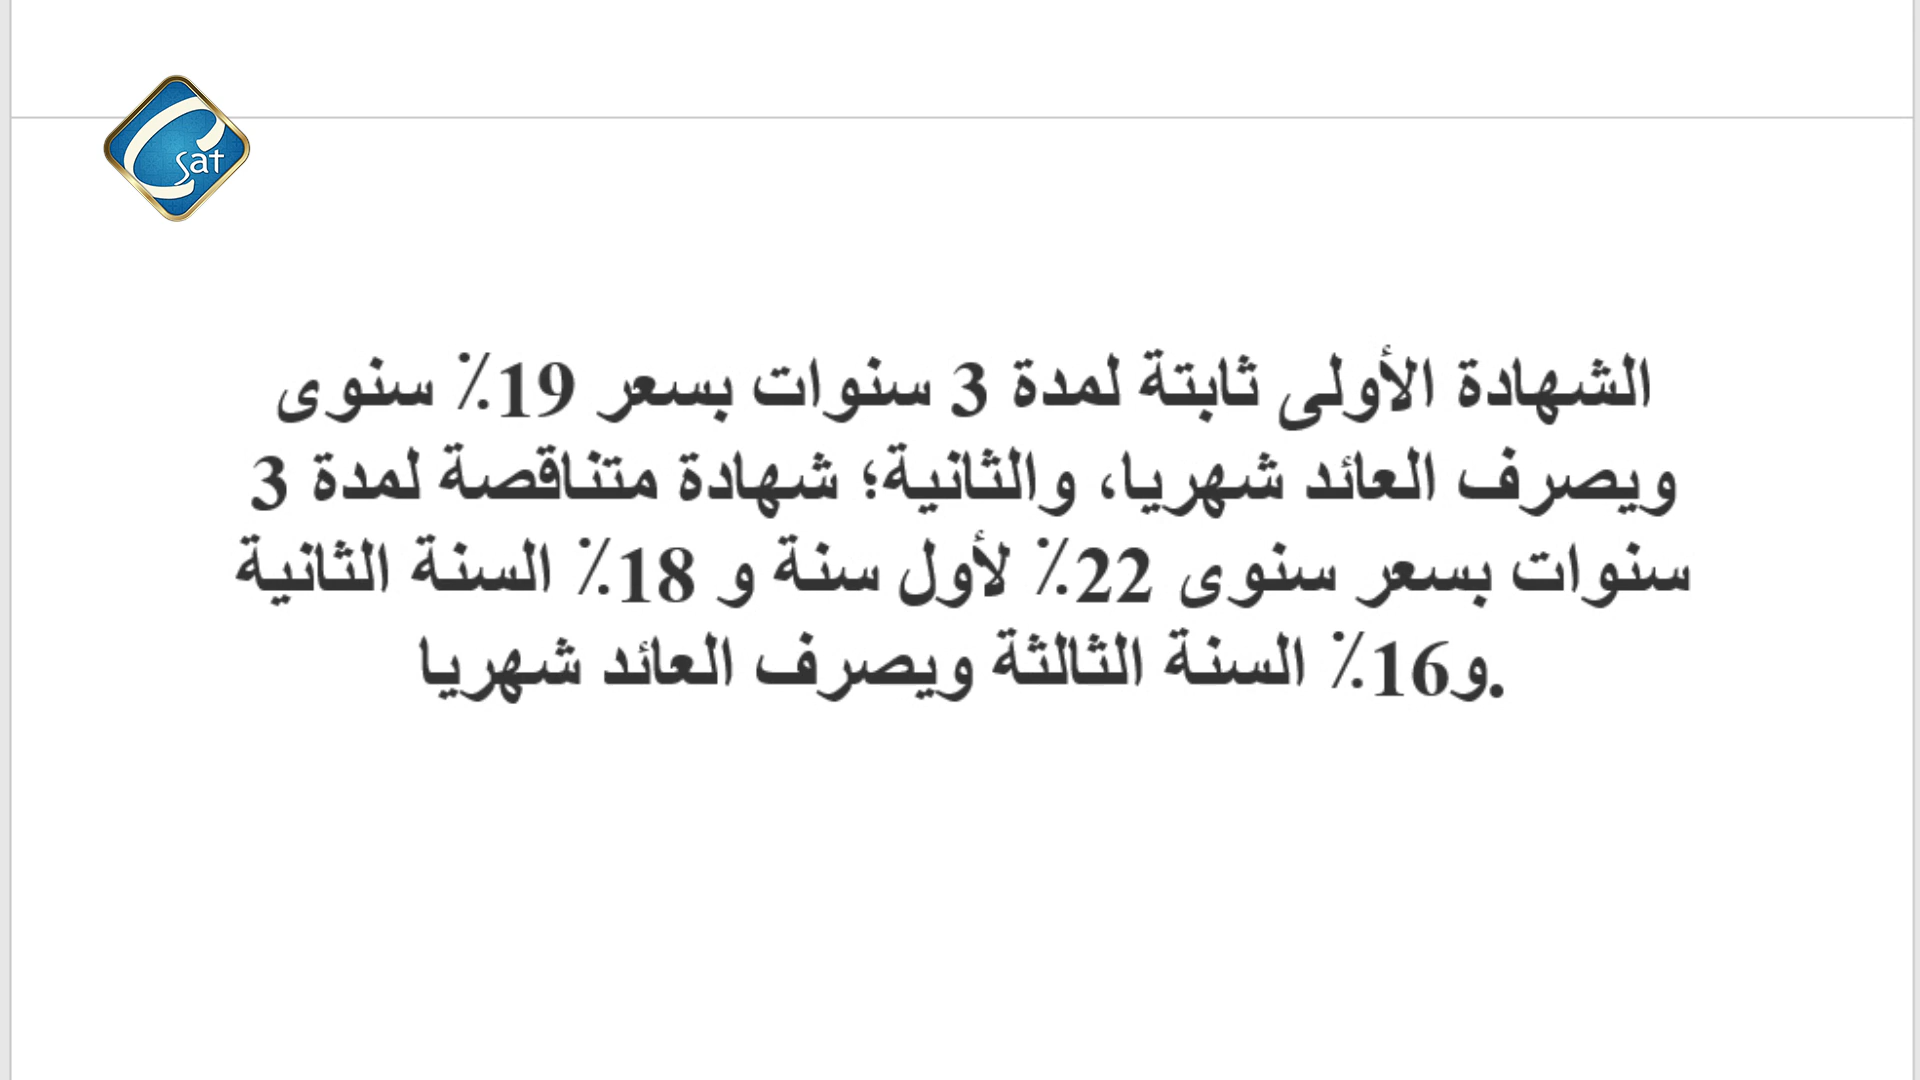 Csat
الشهادة الأولى ثابتة لمدة 3 سنوات بسعر 19٪ سنوى
ويصرف العائد شهريا، والثانية؛ شهادة متناقصة لمدة 3
سنوات بسعر سنوى 22٪ لأول سنة و 18٪ السنة الثانية
.و16٪ السنة الثالثة ويصرف العائد شهريا